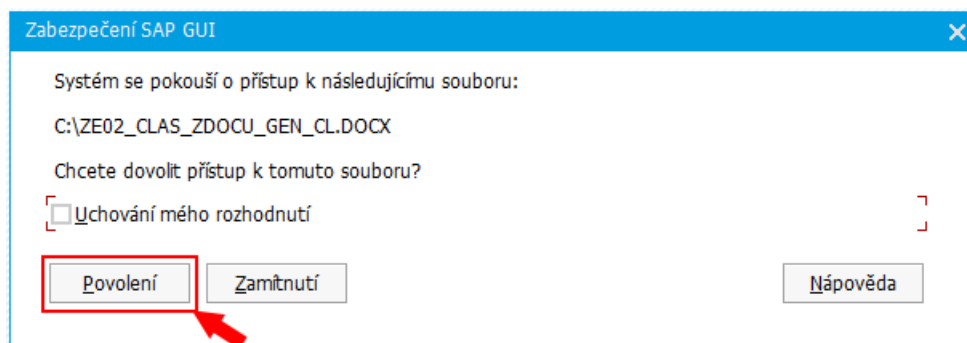 Zabezpečení SAP GUI
Systém se pokouší o přístup k následujícímu souboru:
C:\ZE02_CLAS_ZDOCU_GEN_CL.DOCX
Chcete dovolit přístup k tomuto souboru?
Uchování mého rozhodnutí
Povolení Zamítnutí Nápověda